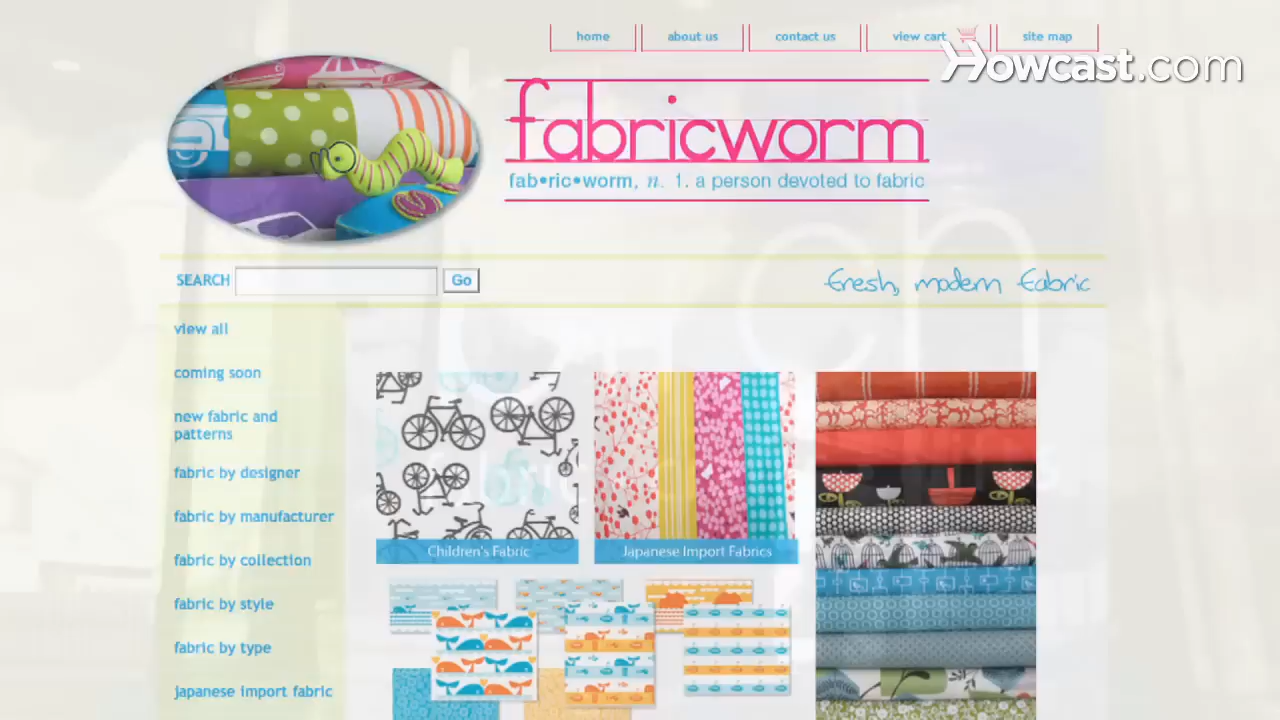 home about us contact us view cart site map
Howcast.com
fabricworm
fab•ric•worm, n. 1. a person devoted to fabric
SEARCH Go
fresh, modern fabric
view all
coming soon
new fabric and
patterns
fabric by designer
fabric by manufacturer
fabric by collection
fabric by style
fabric by type
japanese import fabric
Children's Fabric
Japanese Import Fabrics